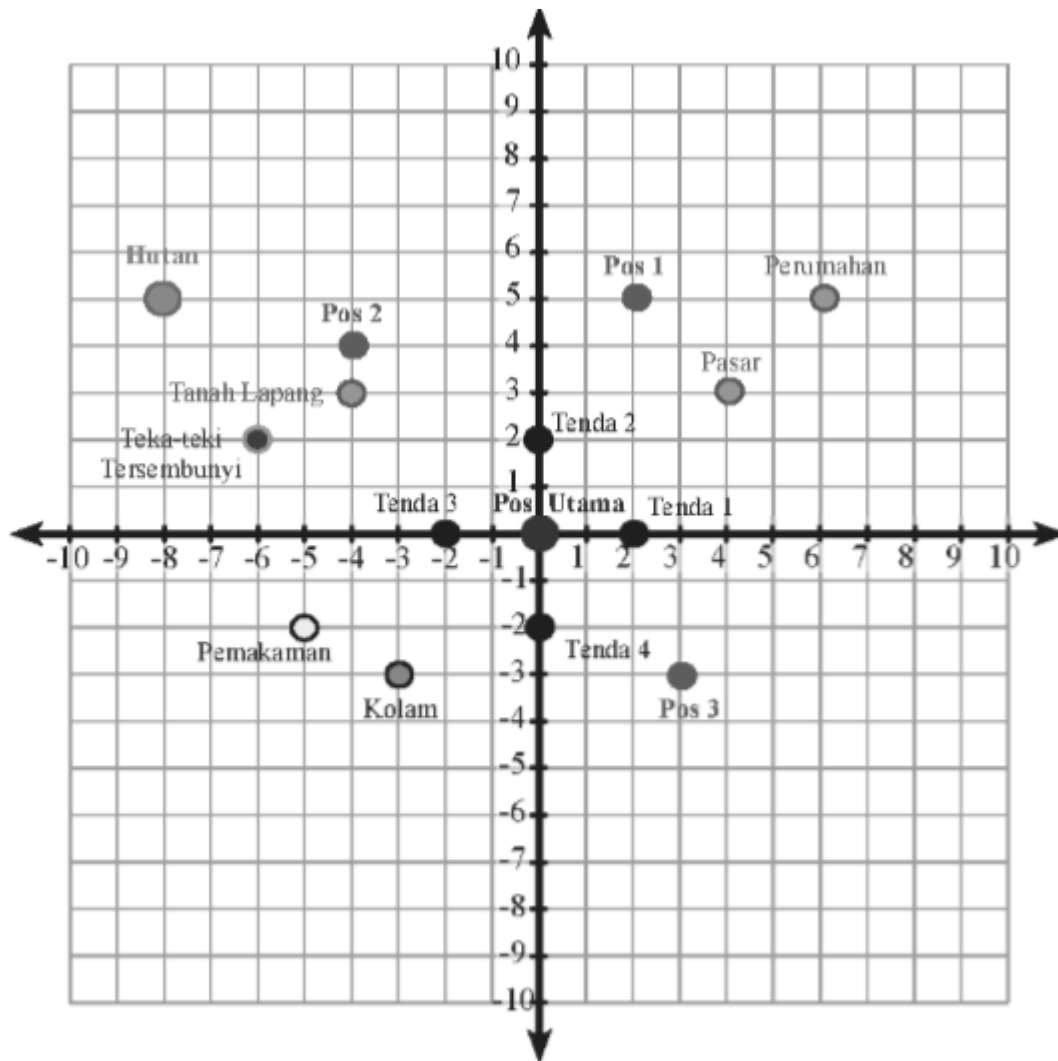 10
9
8
7
6
Hutan
Pos 1
Perumahan
5
Pos 2
4
Pasar
Tanah Lapang
3
Tenda 2
Teka-teki
2
Tersembunyi
1
Tenda 3
Pos Utama
Tenda 1
-10 -9 -8 -7 -6 -5 -4 -3 -2 -1 1 2 3 4 5 6 7 8 9 10
-1
-2
Pemakaman
Tenda 4
-3
Kolam
Pos 3
-4
-5
-6
-7
-8
-9
-10